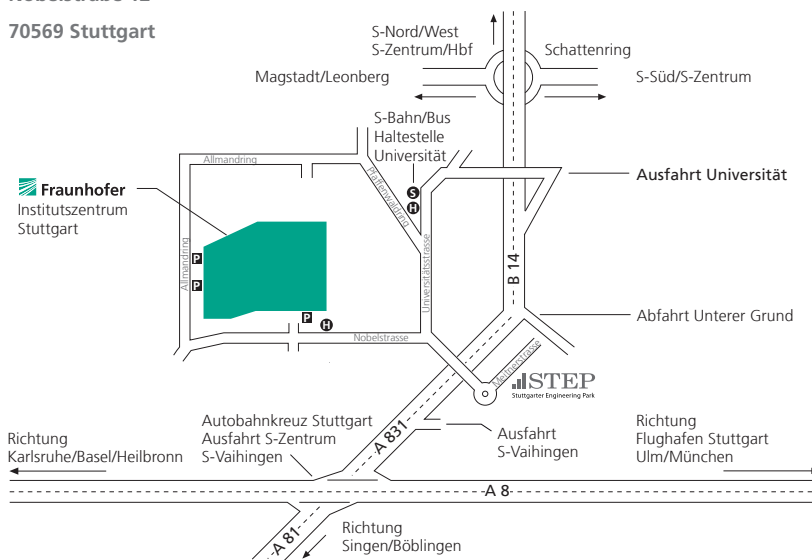 70569 Stuttgart
S-Nord/West
S-Zentrum/Hbf
Schattenring
Magstadt/Leonberg
S-Süd/S-Zentrum
S-Bahn/Bus
Haltestelle
Universität
Allmandring
Pfaffenwaldring
Ausfahrt Universität
Fraunhofer
Institutszentrum
Stuttgart
S
H
Allmandring
P
P
Universitätsstrasse
B 14
P
H
Abfahrt Unterer Grund
Nobelstrasse
Meitnerstrasse
STEP
Stuttgarter Engineering Park
Autobahnkreuz Stuttgart
Ausfahrt S-Zentrum
S-Vaihingen
A 831
Ausfahrt
S-Vaihingen
Richtung
Karlsruhe/Basel/Heilbronn
Richtung
Flughafen Stuttgart
Ulm/München
A 8
A 81
Richtung
Singen/Böblingen